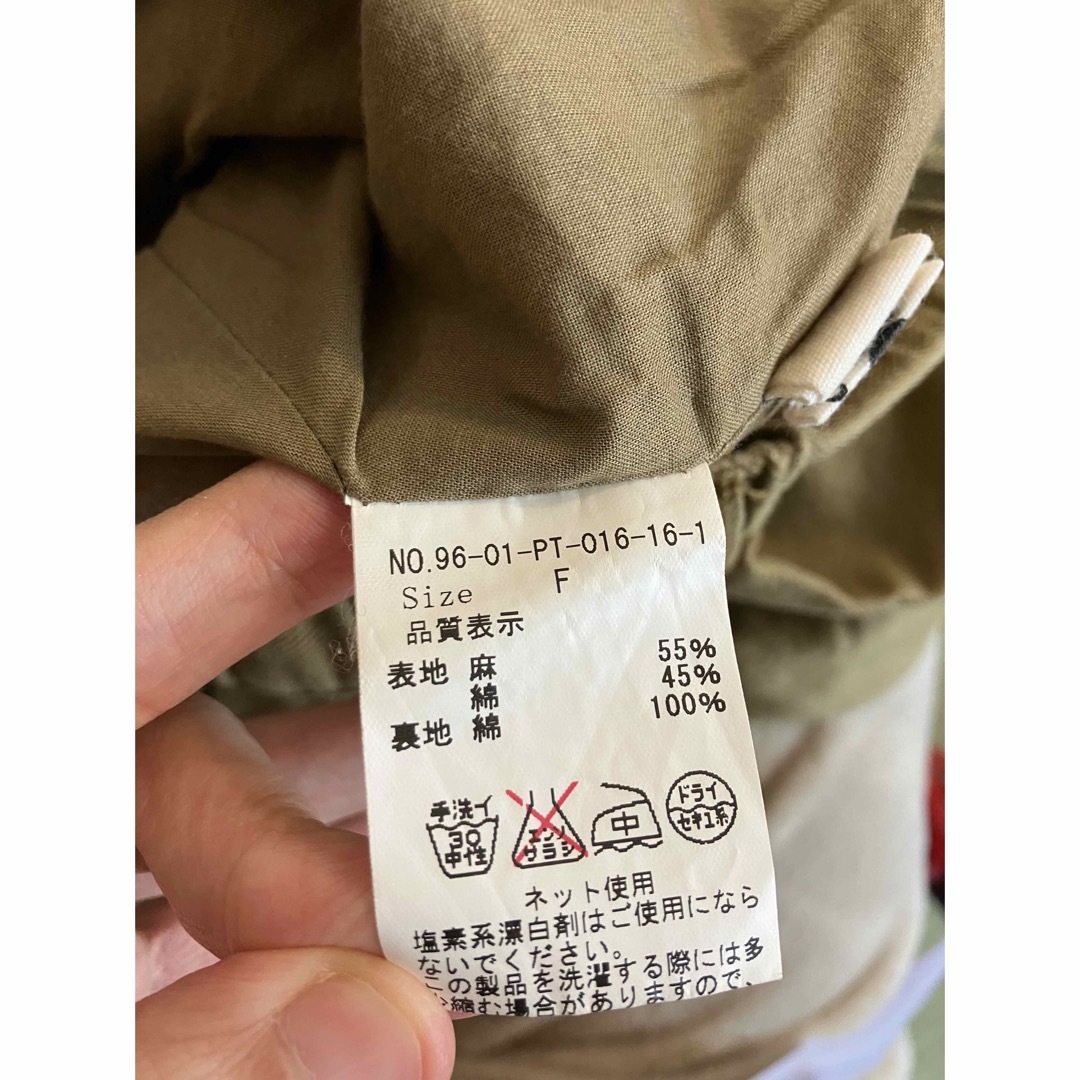 NO.96-01-PT-016-16-1
Size F
品質表示
表地 麻 55%
綿 45%
裏地 綿 100%
手洗イ
30
中性
エンソ
サラシ
中
ドライ
セキユ系
ネット使用
塩素系漂白剤はご使用になら
ないでください。
この製品を洗濯する際には多
少縮む場合がありますので、